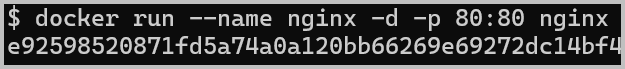 $ docker run --name nginx -d -p 80:80 nginx
e92598520871fd5a74a0a120bb66269e69272dc14bf4